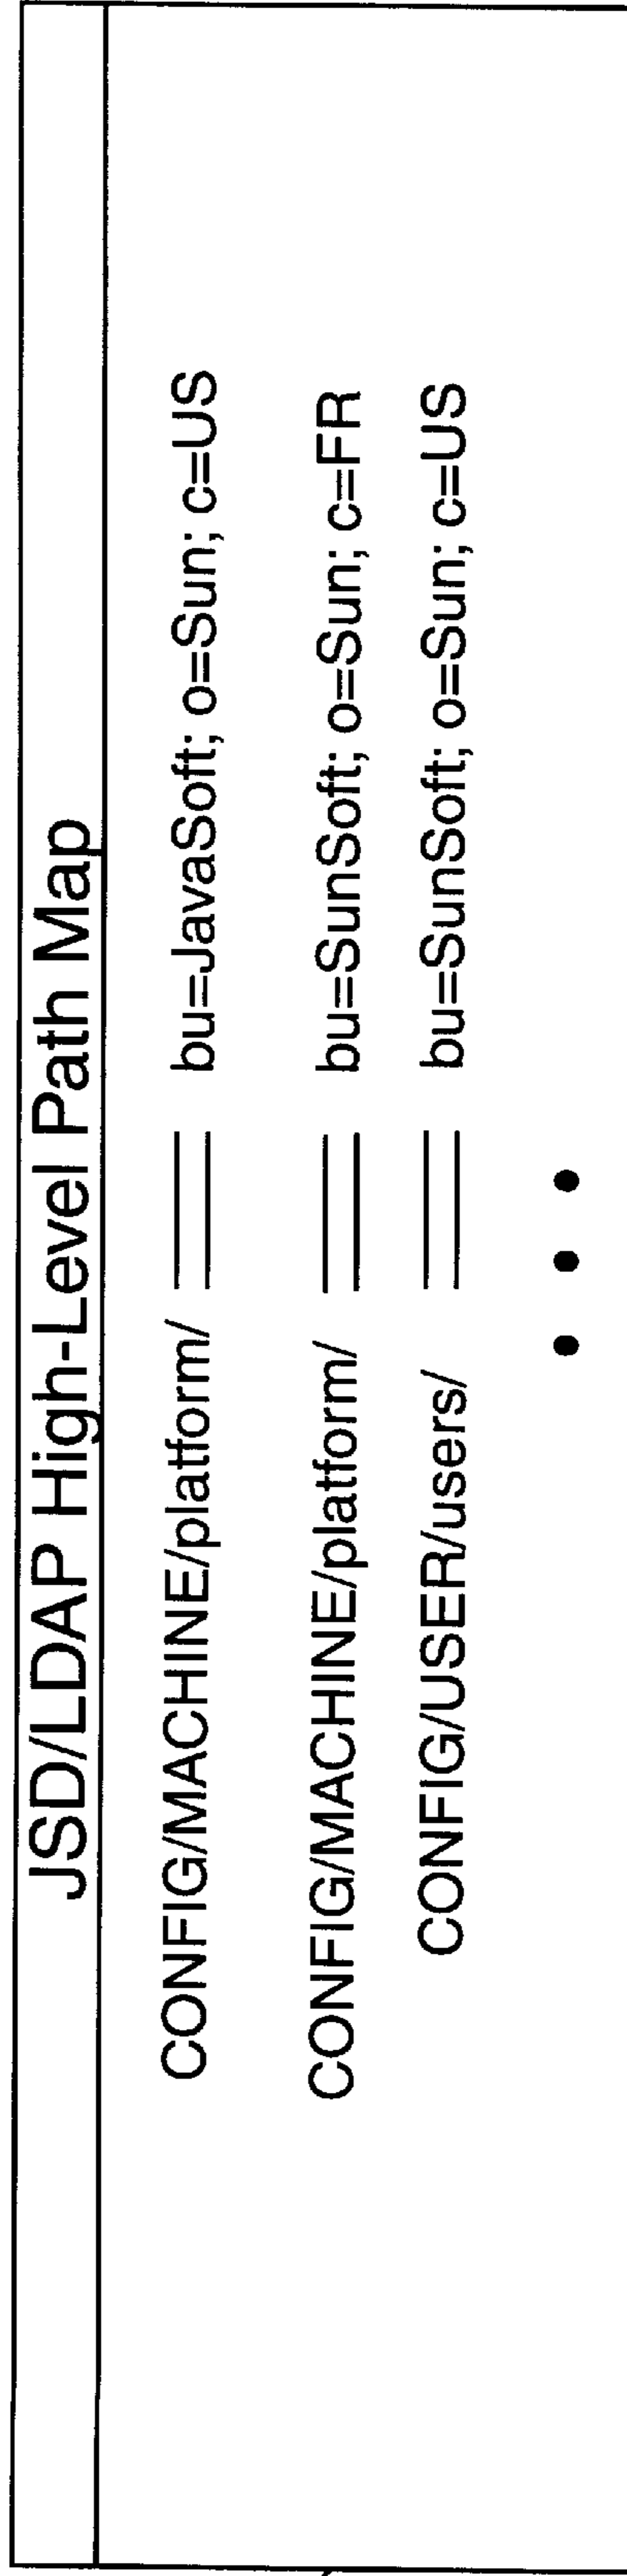 JSD/LDAP High-Level Path Map
CONFIG/MACHINE/platform/ == bu=JavaSoft; o=Sun; c=US
CONFIG/MACHINE/platform/ == bu=SunSoft; o=Sun; c=FR
CONFIG/USER/users/ == bu=SunSoft; o=Sun; c=US
• • •